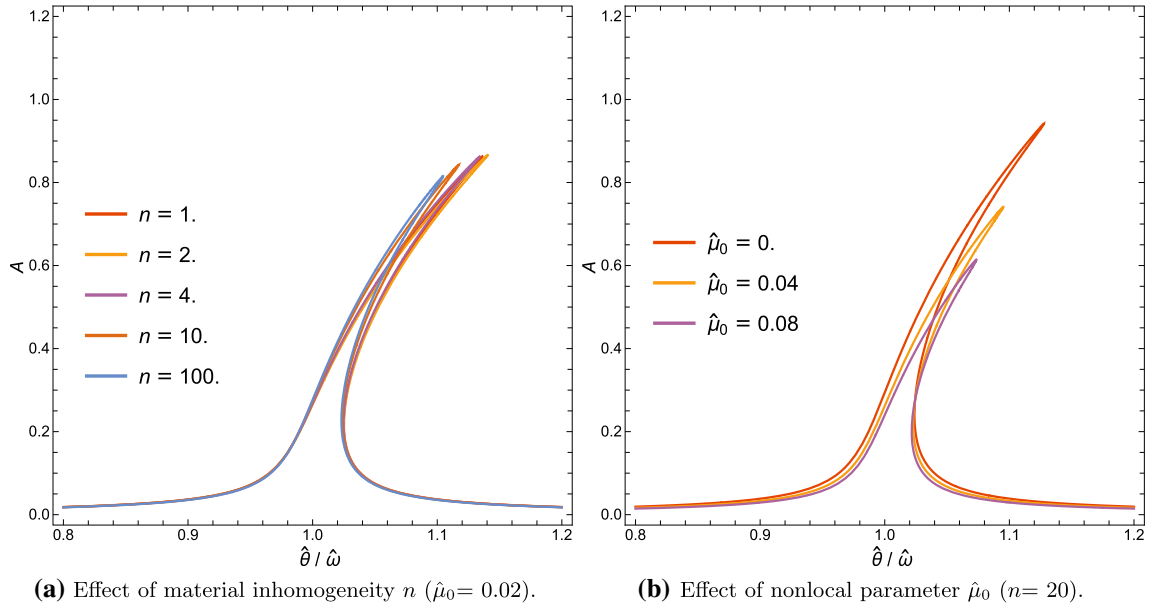 1.2
1.0
0.8
0.6
0.4
0.2
0.0
A
n = 1.
n = 2.
n = 4.
n = 10.
n = 100.
0.8 0.9 1.0 1.1 1.2
θ̂ / ω̂
(a) Effect of material inhomogeneity n (μ̂₀= 0.02).
1.2
1.0
0.8
0.6
0.4
0.2
0.0
A
μ̂₀ = 0.
μ̂₀ = 0.04
μ̂₀ = 0.08
0.8 0.9 1.0 1.1 1.2
θ̂ / ω̂
(b) Effect of nonlocal parameter μ̂₀ (n= 20).